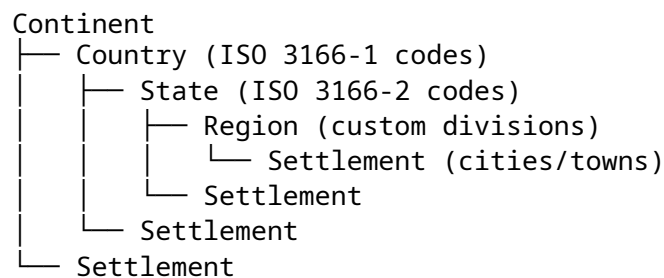 Continent
├── Country (ISO 3166-1 codes)
│   ├── State (ISO 3166-2 codes)
│   │   ├── Region (custom divisions)
│   │   │   └── Settlement (cities/towns)
│   │   └── Settlement
│   └── Settlement
└── Settlement